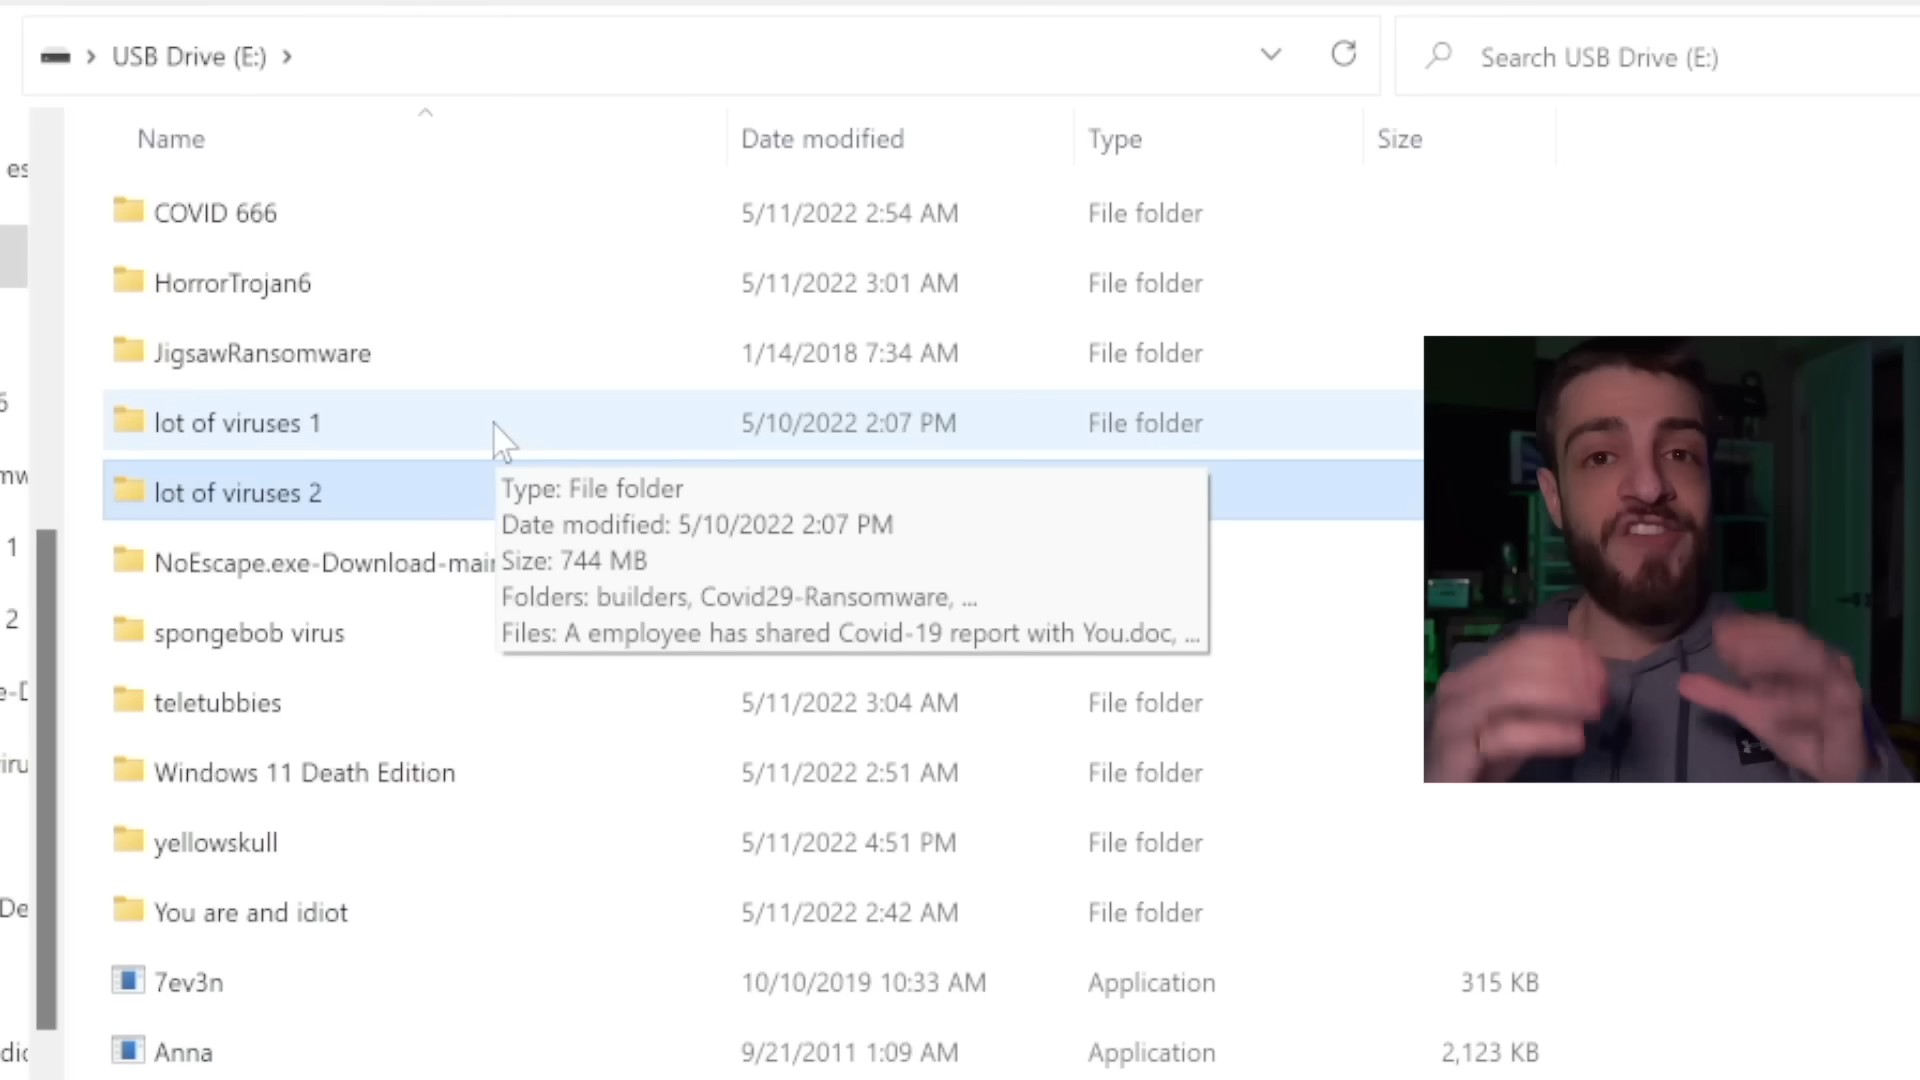 USB Drive (E:)
Search USB Drive (E:)
Name Date modified Type Size
COVID 666 5/11/2022 2:54 AM File folder
HorrorTrojan6 5/11/2022 3:01 AM File folder
JigsawRansomware 1/14/2018 7:34 AM File folder
lot of viruses 1 5/10/2022 2:07 PM File folder
lot of viruses 2
Type: File folder
Date modified: 5/10/2022 2:07 PM
NoEscape.exe-Download-mai
Size: 744 MB
Folders: builders, Covid29-Ransomware, ...
spongebob virus
Files: A employee has shared Covid-19 report with You.doc, ...
teletubbies 5/11/2022 3:04 AM File folder
Windows 11 Death Edition 5/11/2022 2:51 AM File folder
yellowskull 5/11/2022 4:51 PM File folder
You are and idiot 5/11/2022 2:42 AM File folder
7ev3n 10/10/2019 10:33 AM Application 315 KB
Anna 9/21/2011 1:09 AM Application 2,123 KB